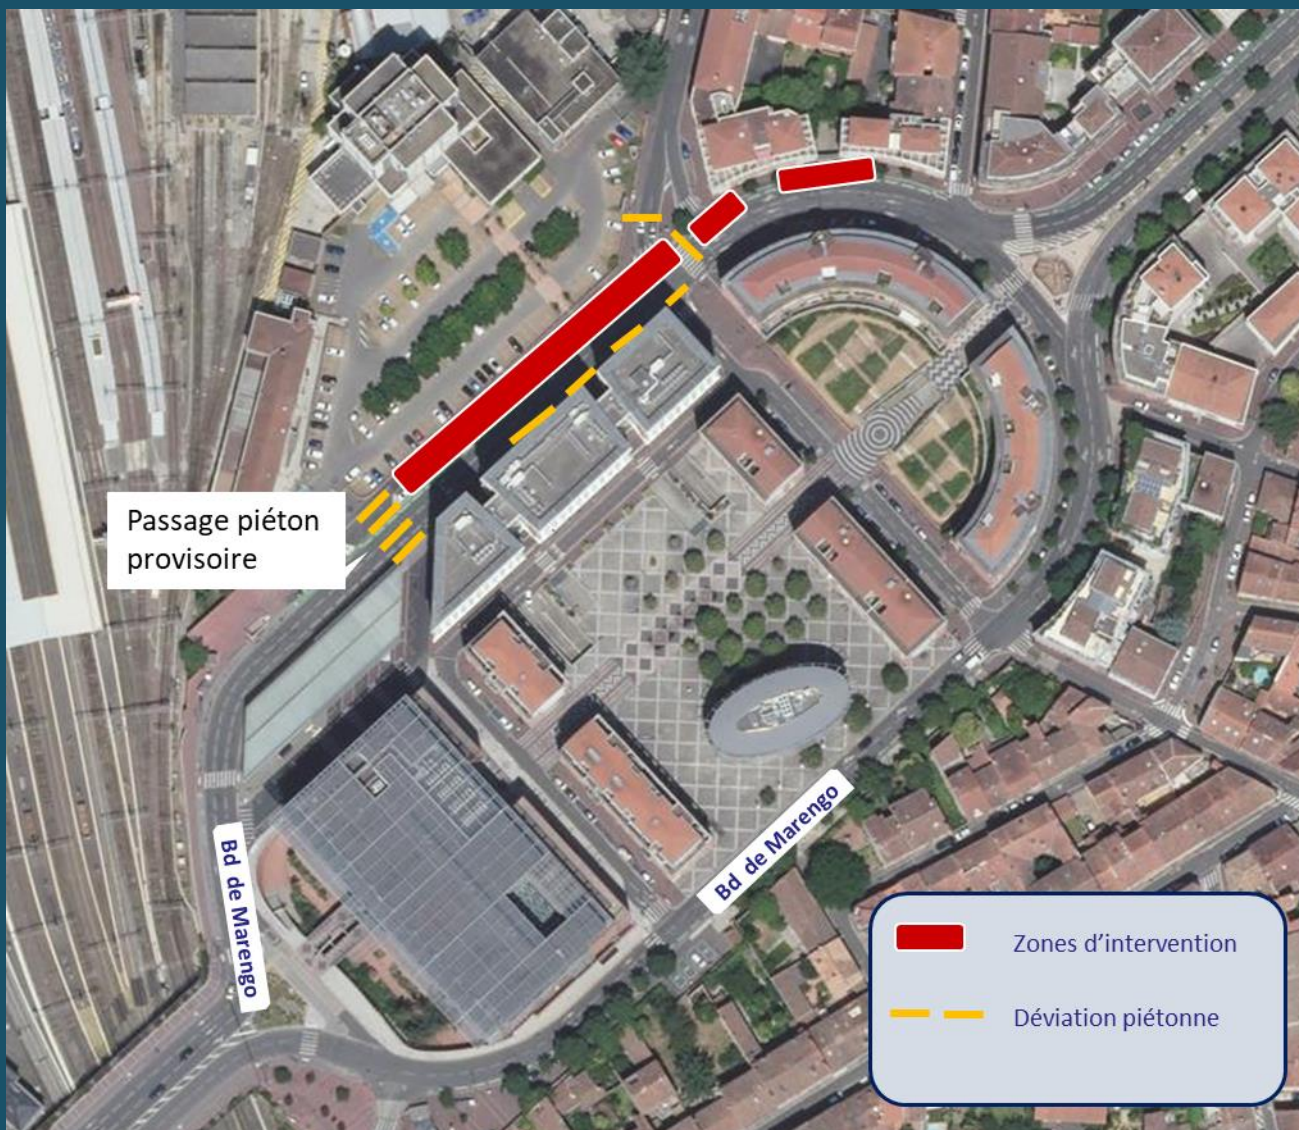 Passage piéton
provisoire
Bd de Marengo
Bd de Marengo
Zones d’intervention
Déviation piétonne